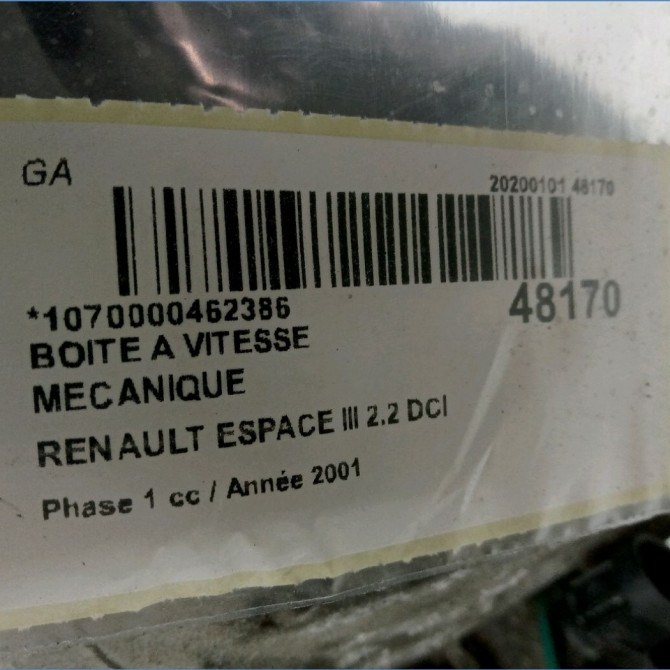 GA
20200101 48170
*1070000462386
48170
BOITE A VITESSE
MECANIQUE
RENAULT ESPACE III 2.2 DCI
Phase 1 cc / Année 2001